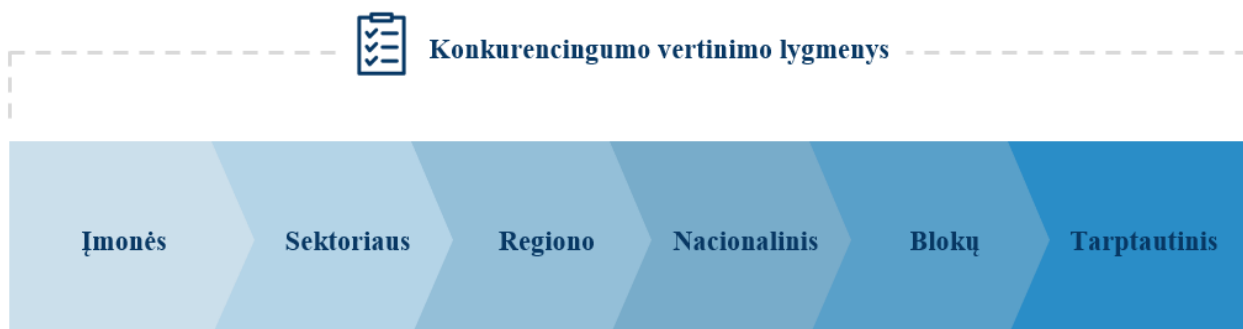 Konkurencingumo vertinimo lygmenys
Įmonės
Sektoriaus
Regiono
Nacionalinis
Blokų
Tarptautinis